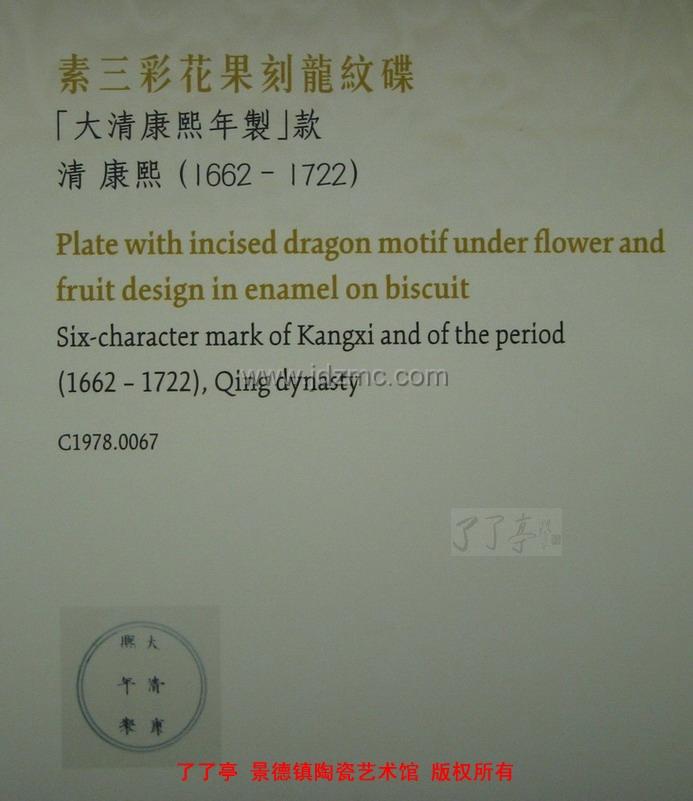 素三彩花果刻龍紋碟
「大清康熙年製」款
清 康熙 (1662 - 1722)
Plate with incised dragon motif under flower and
fruit design in enamel on biscuit
Six-character mark of Kangxi and of the period
(1662 – 1722), Qing dynasty
www.jdzmc.com
C1978.0067
了了亭
大清康
熙年製
了了亭 景德镇陶瓷艺术馆 版权所有